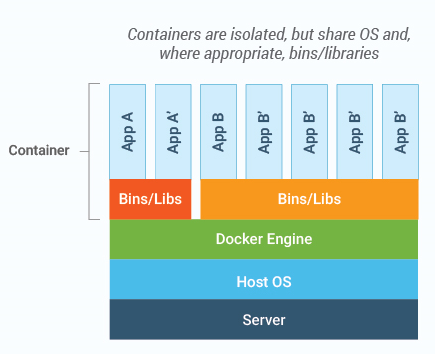 Containers are isolated, but share OS and,
where appropriate, bins/libraries
Container
App A
App A′
App B
App B′
App B′
App B′
App B′
Bins/Libs
Bins/Libs
Docker Engine
Host OS
Server